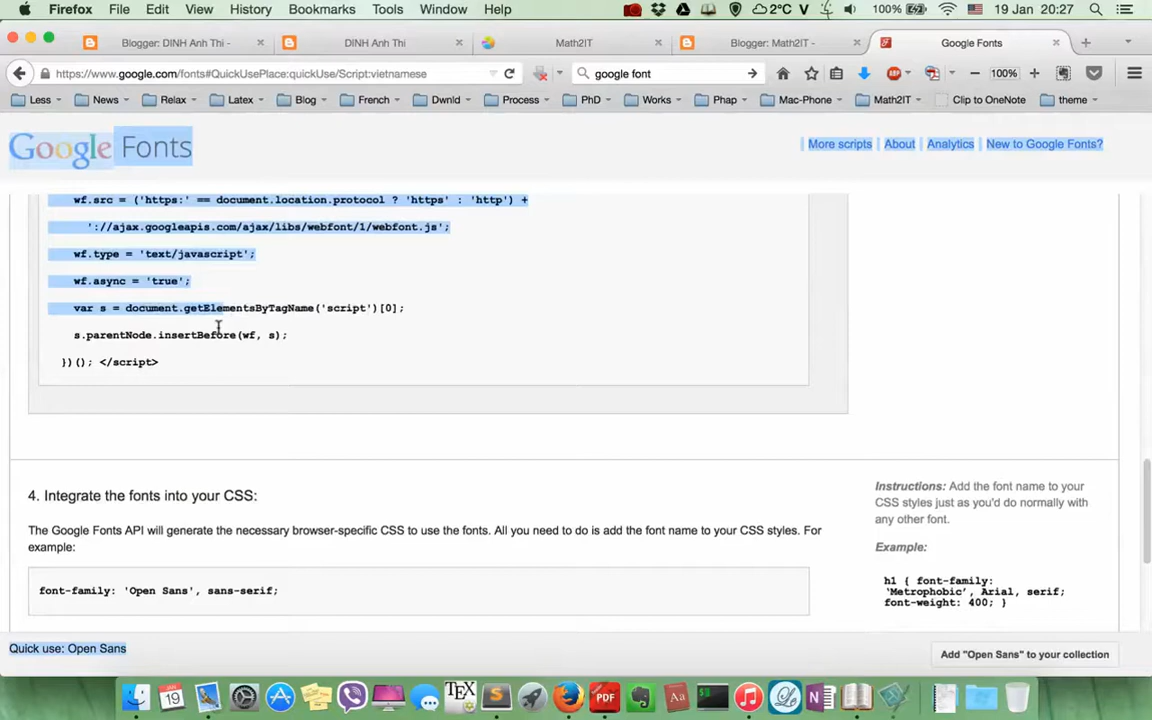 Firefox File Edit View History Bookmarks Tools Window Help 2°C V 100% 19 Jan 20:27
Blogger: DINH Anh Thi - DINH Anh Thi Math2IT Blogger: Math2IT - Google Fonts
https://www.google.com/fonts#QuickUsePlace:quickUse/Script:vietnamese google font 100%
Less News Relax Latex Blog French Dwnld Process PhD Works Phap Mac-Phone Math2IT Clip to OneNote theme
Google Fonts More scripts About Analytics New to Google Fonts?
wf.src = ('https:' == document.location.protocol ? 'https' : 'http') +
'://ajax.googleapis.com/ajax/libs/webfont/1/webfont.js';
wf.type = 'text/javascript';
wf.async = 'true';
var s = document.getElementsByTagName('script')[0];
s.parentNode.insertBefore(wf, s);
})(); </script>
4. Integrate the fonts into your CSS:
The Google Fonts API will generate the necessary browser-specific CSS to use the fonts. All you need to do is add the font name to your CSS styles. For
example:
font-family: 'Open Sans', sans-serif;
Instructions: Add the font name to your
CSS styles just as you'd do normally with
any other font.
Example:
h1 { font-family:
'Metrophobic', Arial, serif;
font-weight: 400; }
Quick use: Open Sans Add "Open Sans" to your collection
JAN
19
TEX
PDF
Aa
N